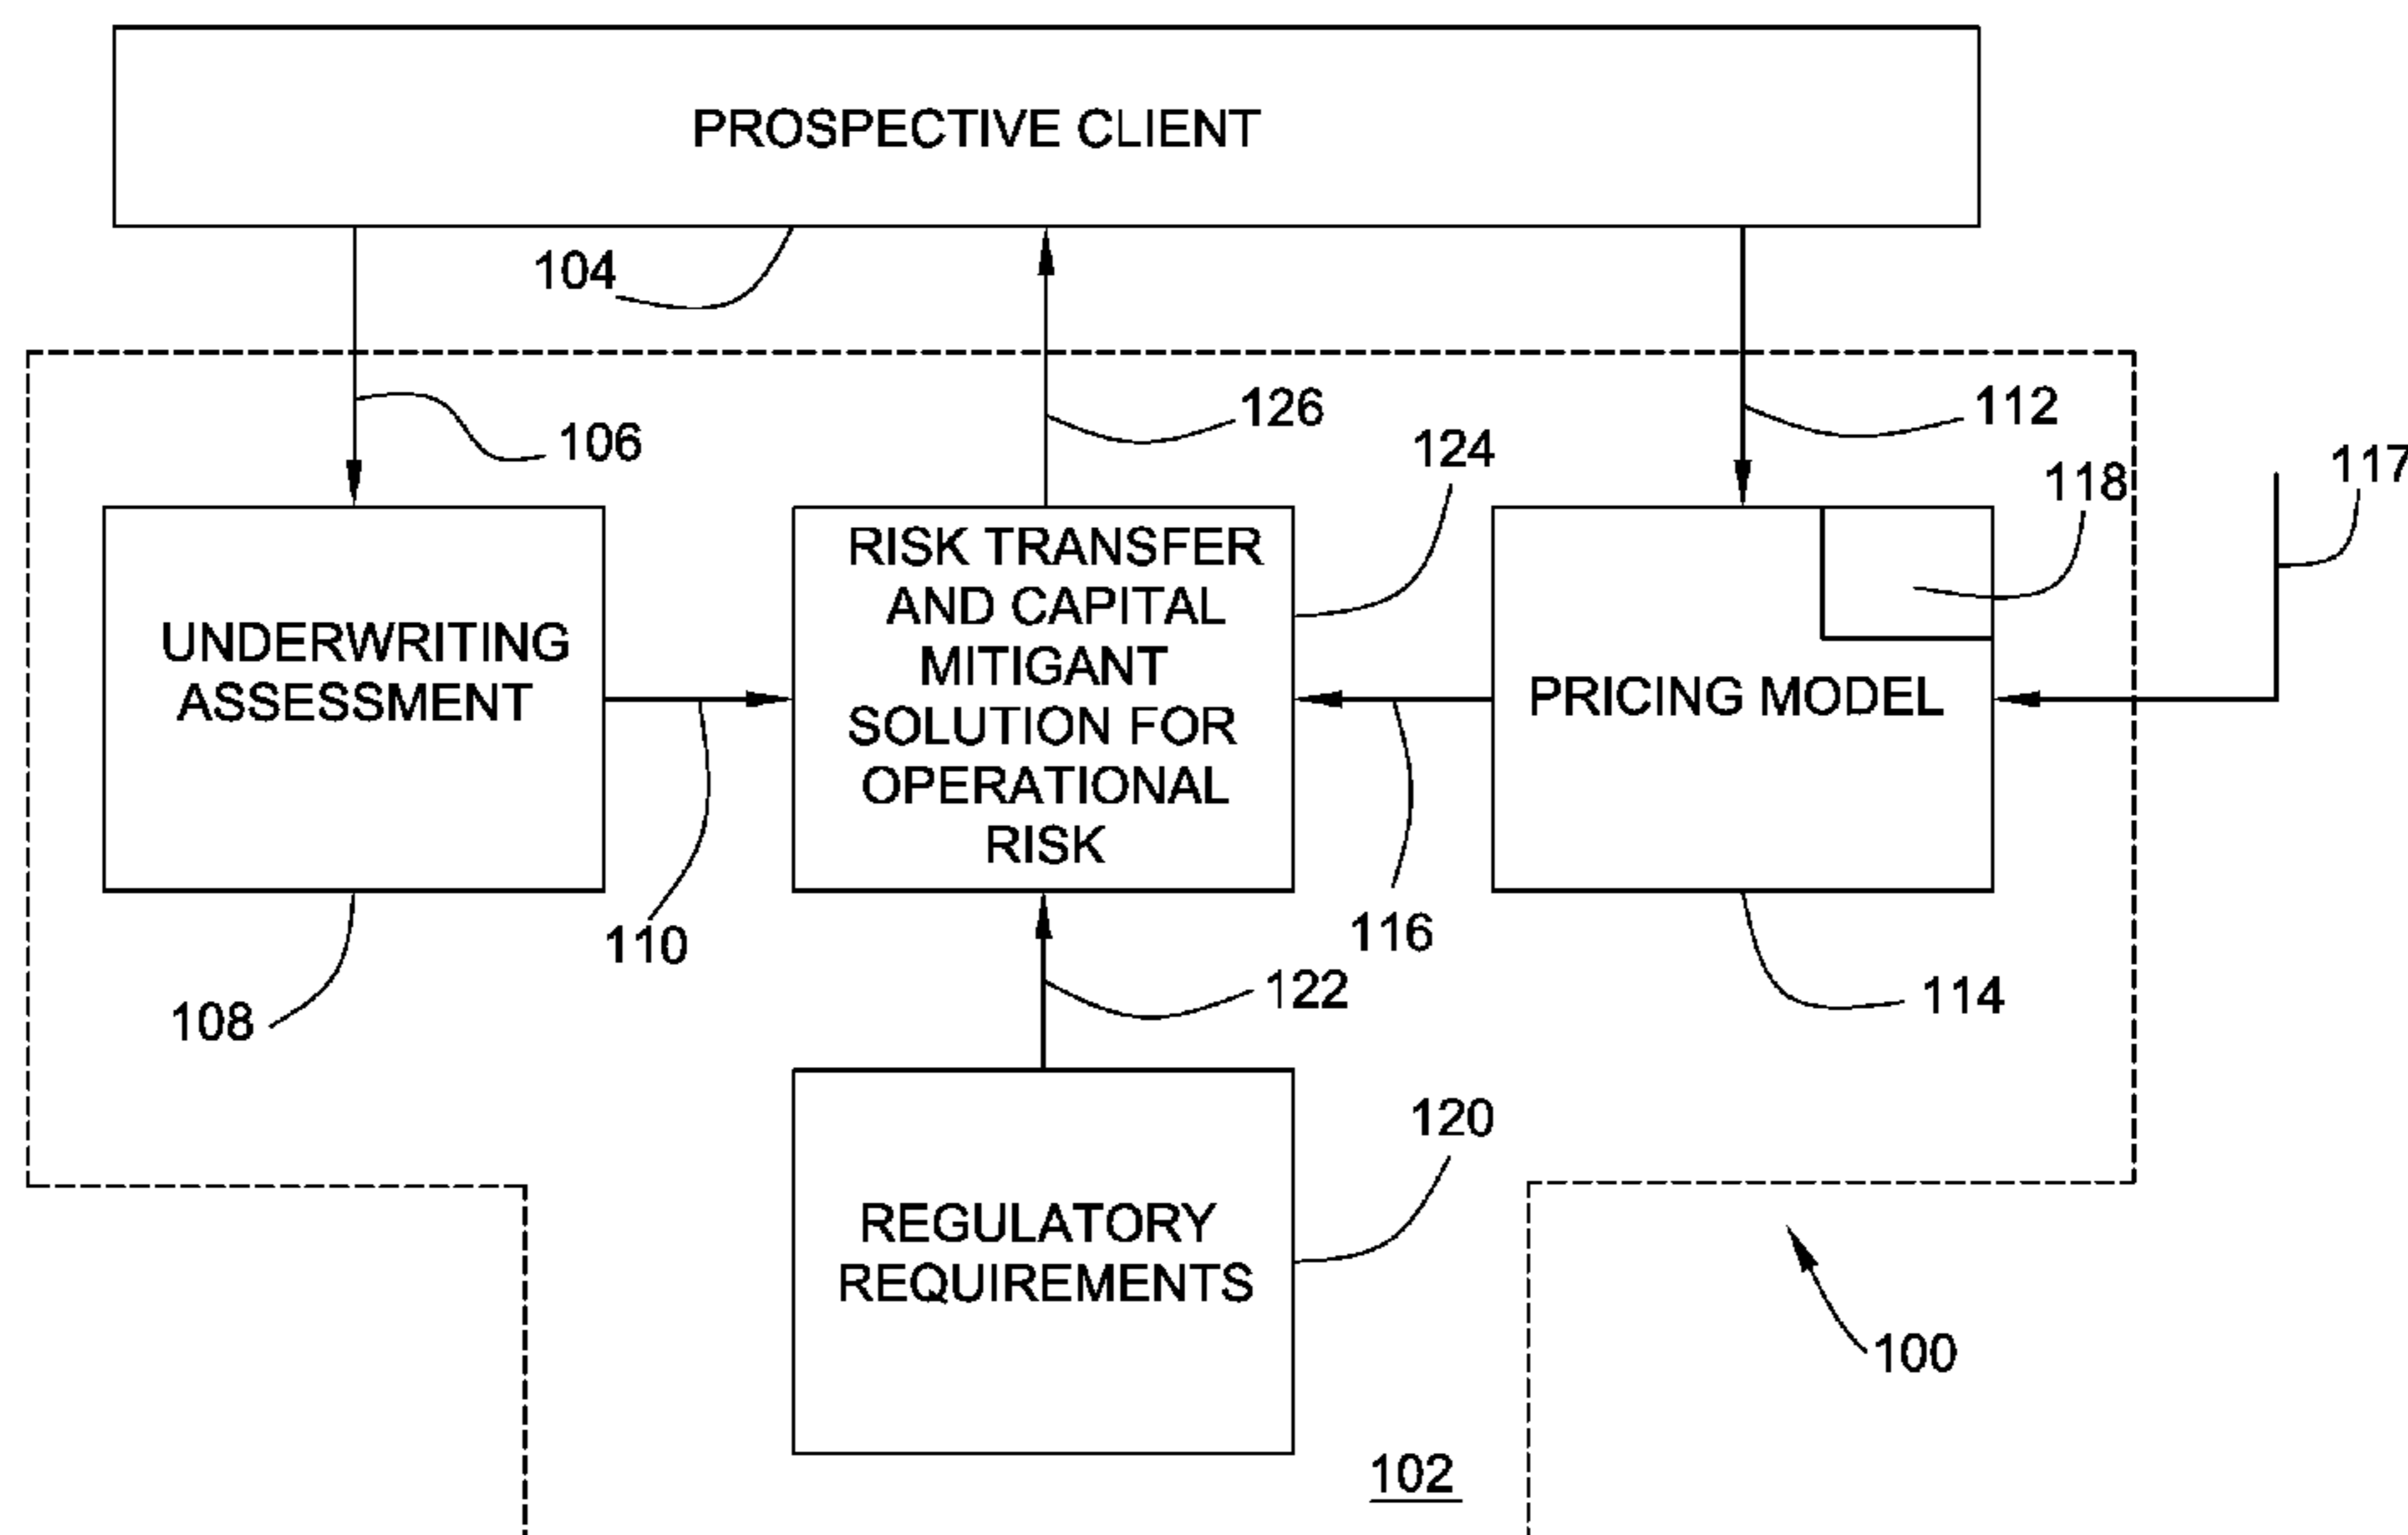 PROSPECTIVE CLIENT
104
106
126
112
124
118
117
UNDERWRITING
ASSESSMENT
RISK TRANSFER
AND CAPITAL
MITIGANT
SOLUTION FOR
OPERATIONAL
RISK
PRICING MODEL
110
116
108
122
114
120
REGULATORY
REQUIREMENTS
100
102